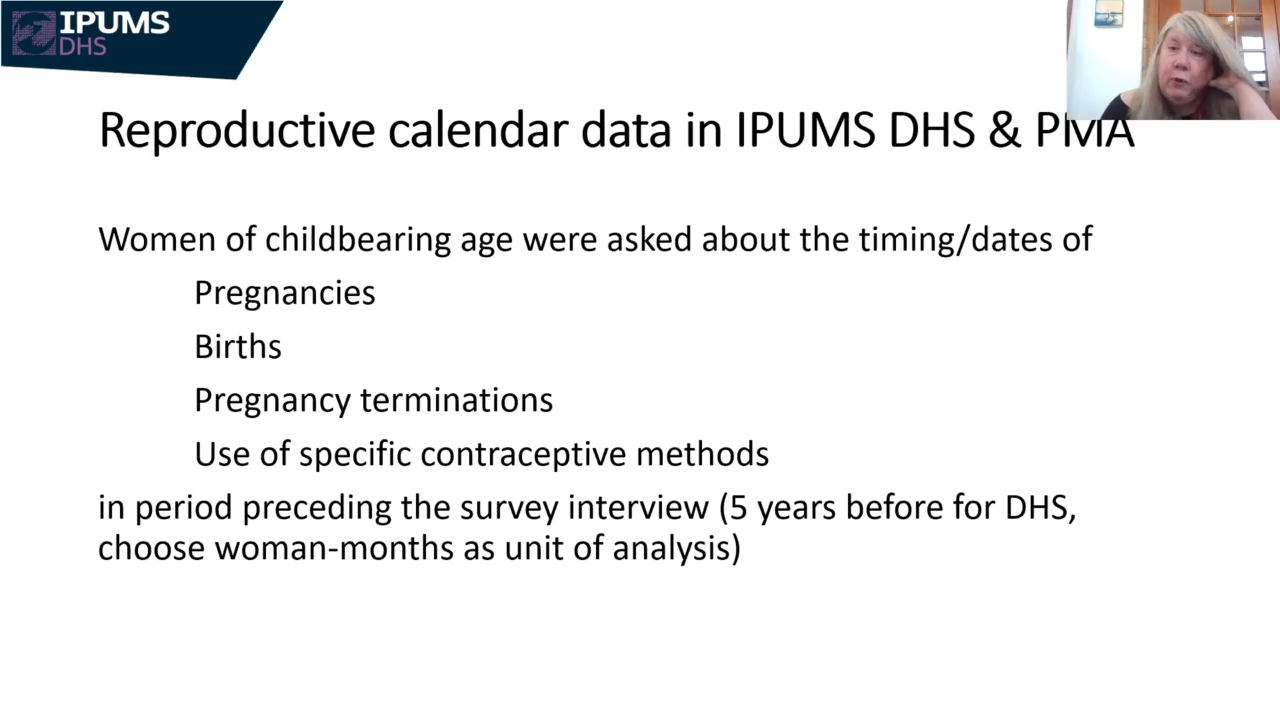 IPUMS
DHS
Reproductive calendar data in IPUMS DHS & PMA
Women of childbearing age were asked about the timing/dates of
Pregnancies
Births
Pregnancy terminations
Use of specific contraceptive methods
in period preceding the survey interview (5 years before for DHS,
choose woman-months as unit of analysis)